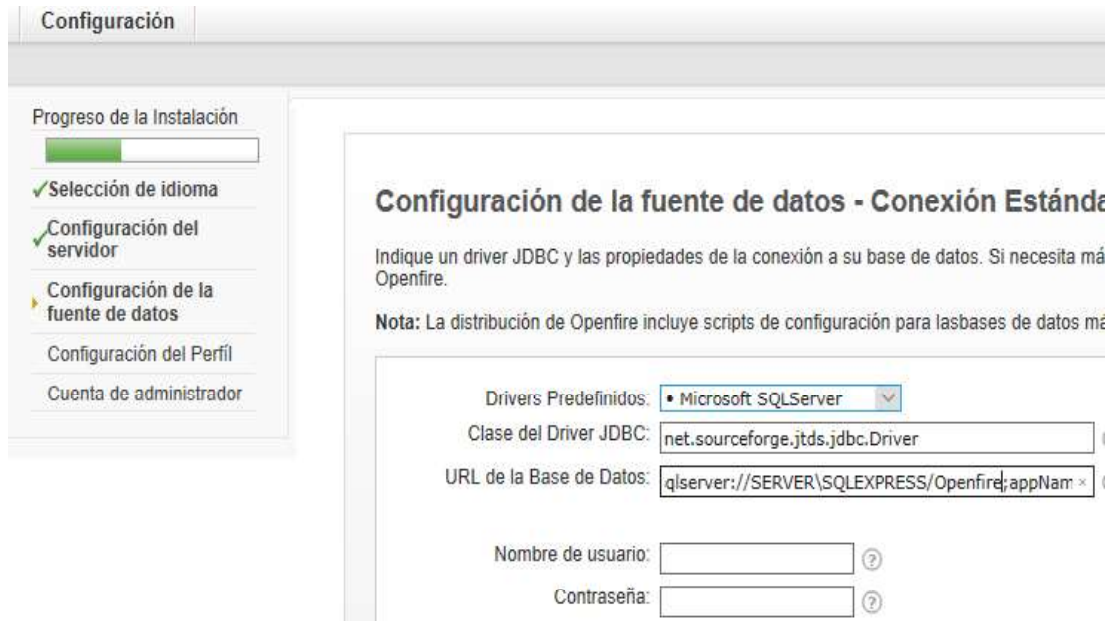 Configuración
Progreso de la Instalación
Selección de idioma
Configuración del
servidor
Configuración de la
fuente de datos
Configuración del Perfíl
Cuenta de administrador
Configuración de la fuente de datos - Conexión Estánda
Indique un driver JDBC y las propiedades de la conexión a su base de datos. Si necesita má
Openfire.
Nota: La distribución de Openfire incluye scripts de configuración para lasbases de datos má
Drivers Predefinidos: • Microsoft SQLServer
Clase del Driver JDBC: net.sourceforge.jtds.jdbc.Driver
URL de la Base de Datos: qlserver://SERVER\SQLEXPRESS/Openfire;appNam
Nombre de usuario:
Contraseña: